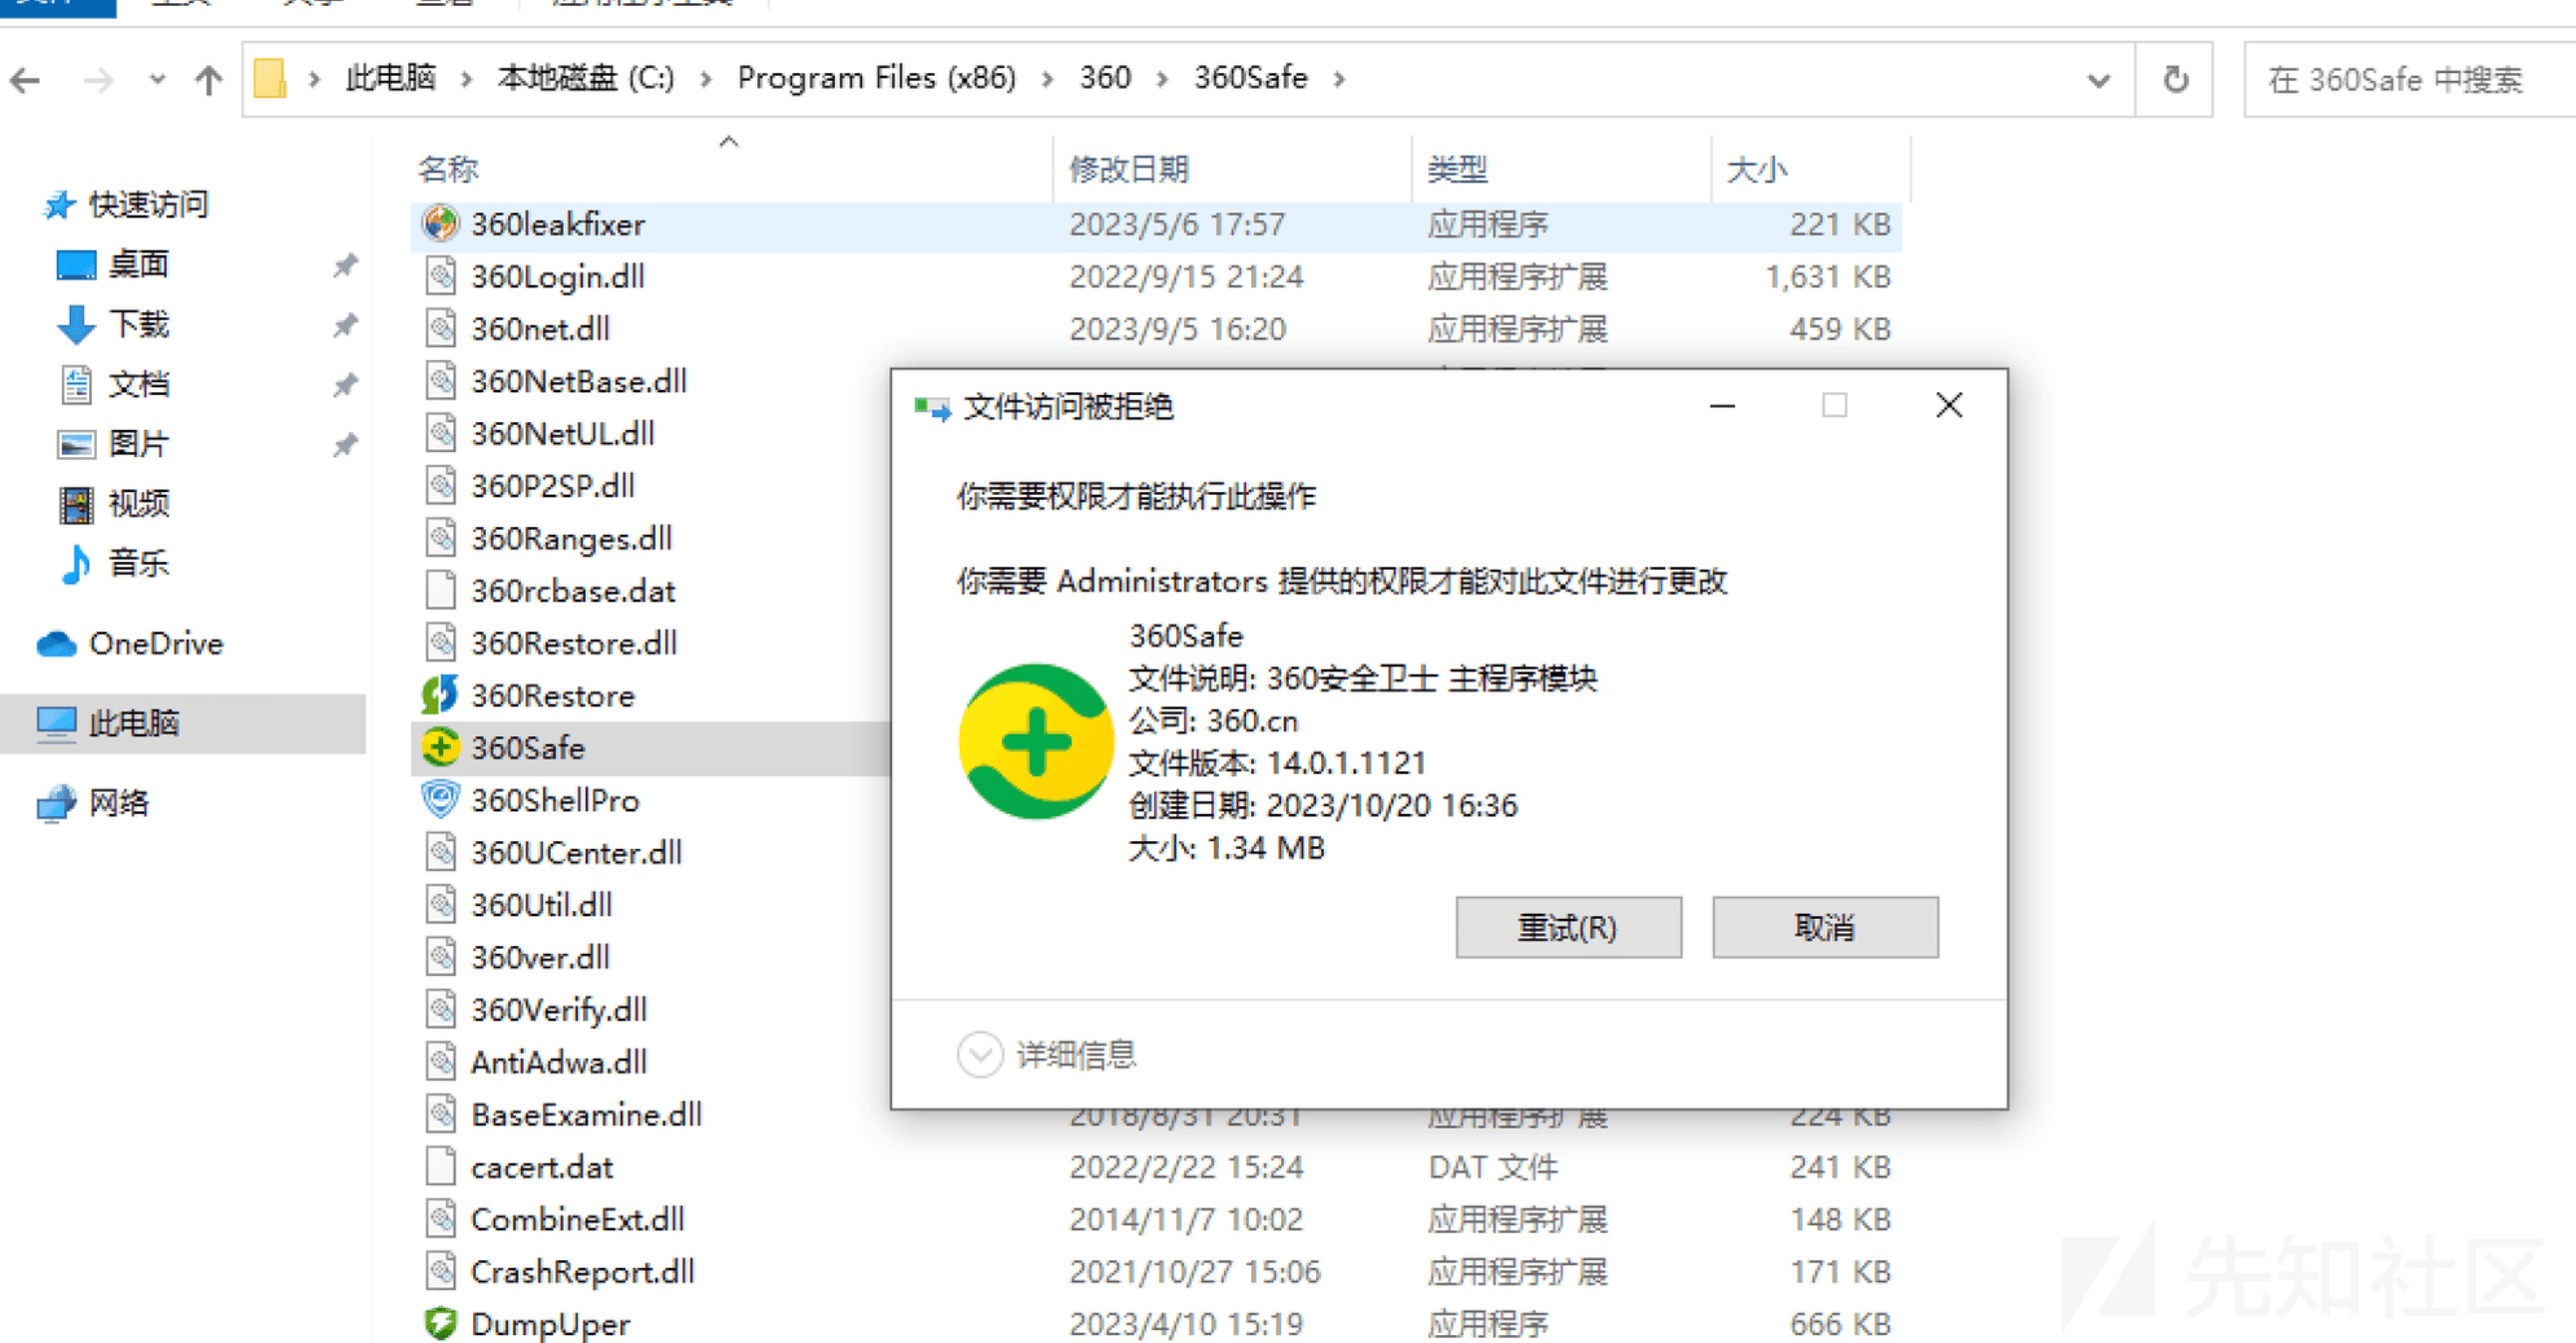 此电脑 本地磁盘 (C:) Program Files (x86) 360 360Safe
在 360Safe 中搜索
名称 修改日期 类型 大小
快速访问
桌面
下载
文档
图片
视频
音乐
OneDrive
此电脑
网络
360leakfixer 2023/5/6 17:57 应用程序 221 KB
360Login.dll 2022/9/15 21:24 应用程序扩展 1,631 KB
360net.dll 2023/9/5 16:20 应用程序扩展 459 KB
360NetBase.dll
360NetUL.dll
360P2SP.dll
360Ranges.dll
360rcbase.dat
360Restore.dll
360Restore
360Safe
360ShellPro
360UCenter.dll
360Util.dll
360ver.dll
360Verify.dll
AntiAdwa.dll
BaseExamine.dll 2018/8/31 20:31 应用程序扩展 224 KB
cacert.dat 2022/2/22 15:24 DAT 文件 241 KB
CombineExt.dll 2014/11/7 10:02 应用程序扩展 148 KB
CrashReport.dll 2021/10/27 15:06 应用程序扩展 171 KB
DumpUper 2023/4/10 15:19 应用程序 666 KB
文件访问被拒绝
你需要权限才能执行此操作
你需要 Administrators 提供的权限才能对此文件进行更改
360Safe
文件说明: 360安全卫士 主程序模块
公司: 360.cn
文件版本: 14.0.1.1121
创建日期: 2023/10/20 16:36
大小: 1.34 MB
重试(R) 取消
详细信息
先知社区